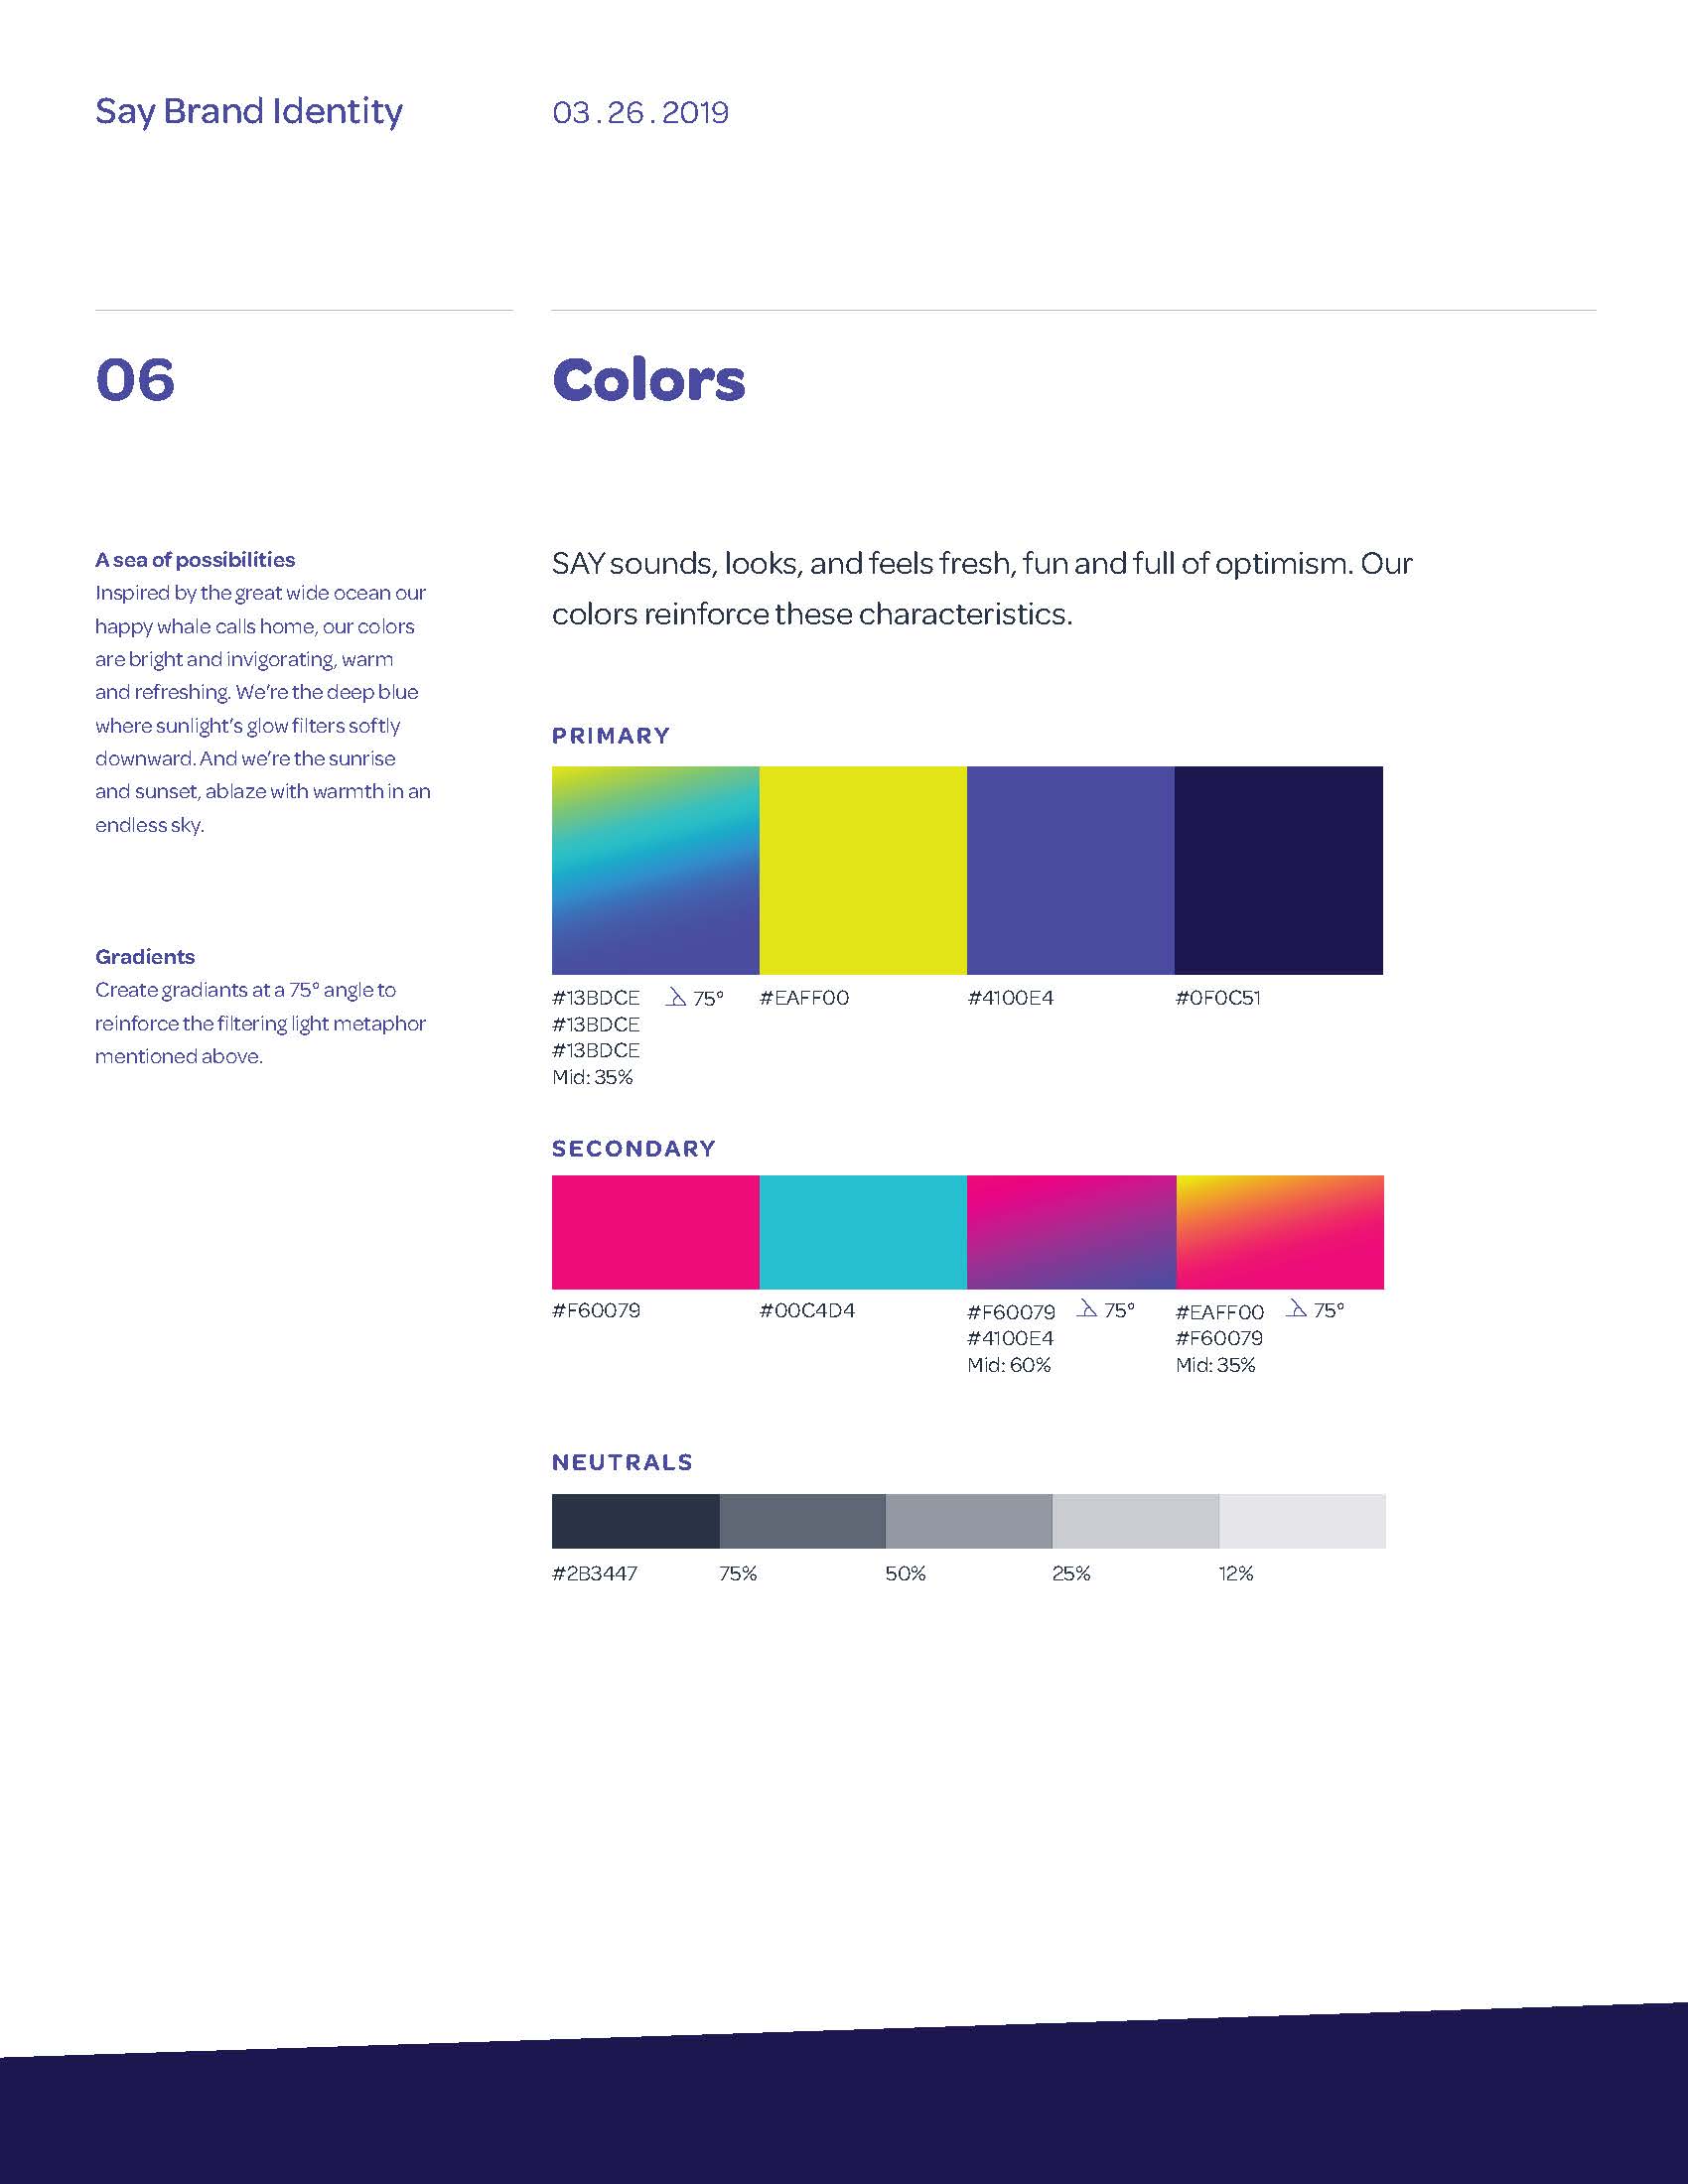 Say Brand Identity
03 . 26 . 2019
06
Colors
A sea of possibilities
Inspired by the great wide ocean our
happy whale calls home, our colors
are bright and invigorating, warm
and refreshing. We're the deep blue
where sunlight's glow filters softly
downward. And we're the sunrise
and sunset, ablaze with warmth in an
endless sky.
Gradients
Create gradiants at a 75° angle to
reinforce the filtering light metaphor
mentioned above.
SAY sounds, looks, and feels fresh, fun and full of optimism. Our
colors reinforce these characteristics.
PRIMARY
#13BDCE 75°
#13BDCE
#13BDCE
Mid: 35%
#EAFF00
#4100E4
#0F0C51
SECONDARY
#F60079
#00C4D4
#F60079 75°
#4100E4
Mid: 60%
#EAFF00 75°
#F60079
Mid: 35%
NEUTRALS
#2B3447
75%
50%
25%
12%